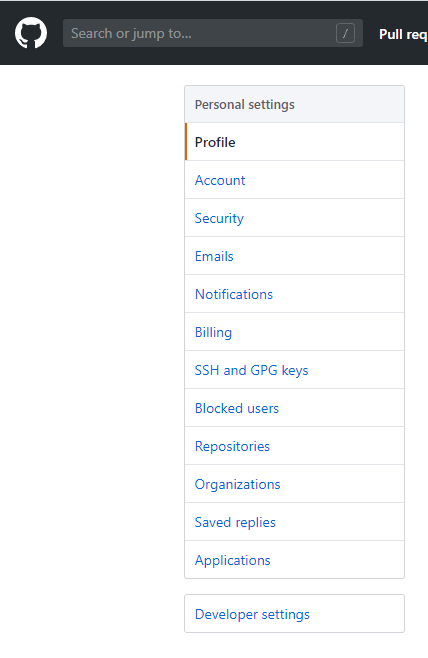 Search or jump to...
/
Pull req
Personal settings
Profile
Account
Security
Emails
Notifications
Billing
SSH and GPG keys
Blocked users
Repositories
Organizations
Saved replies
Applications
Developer settings